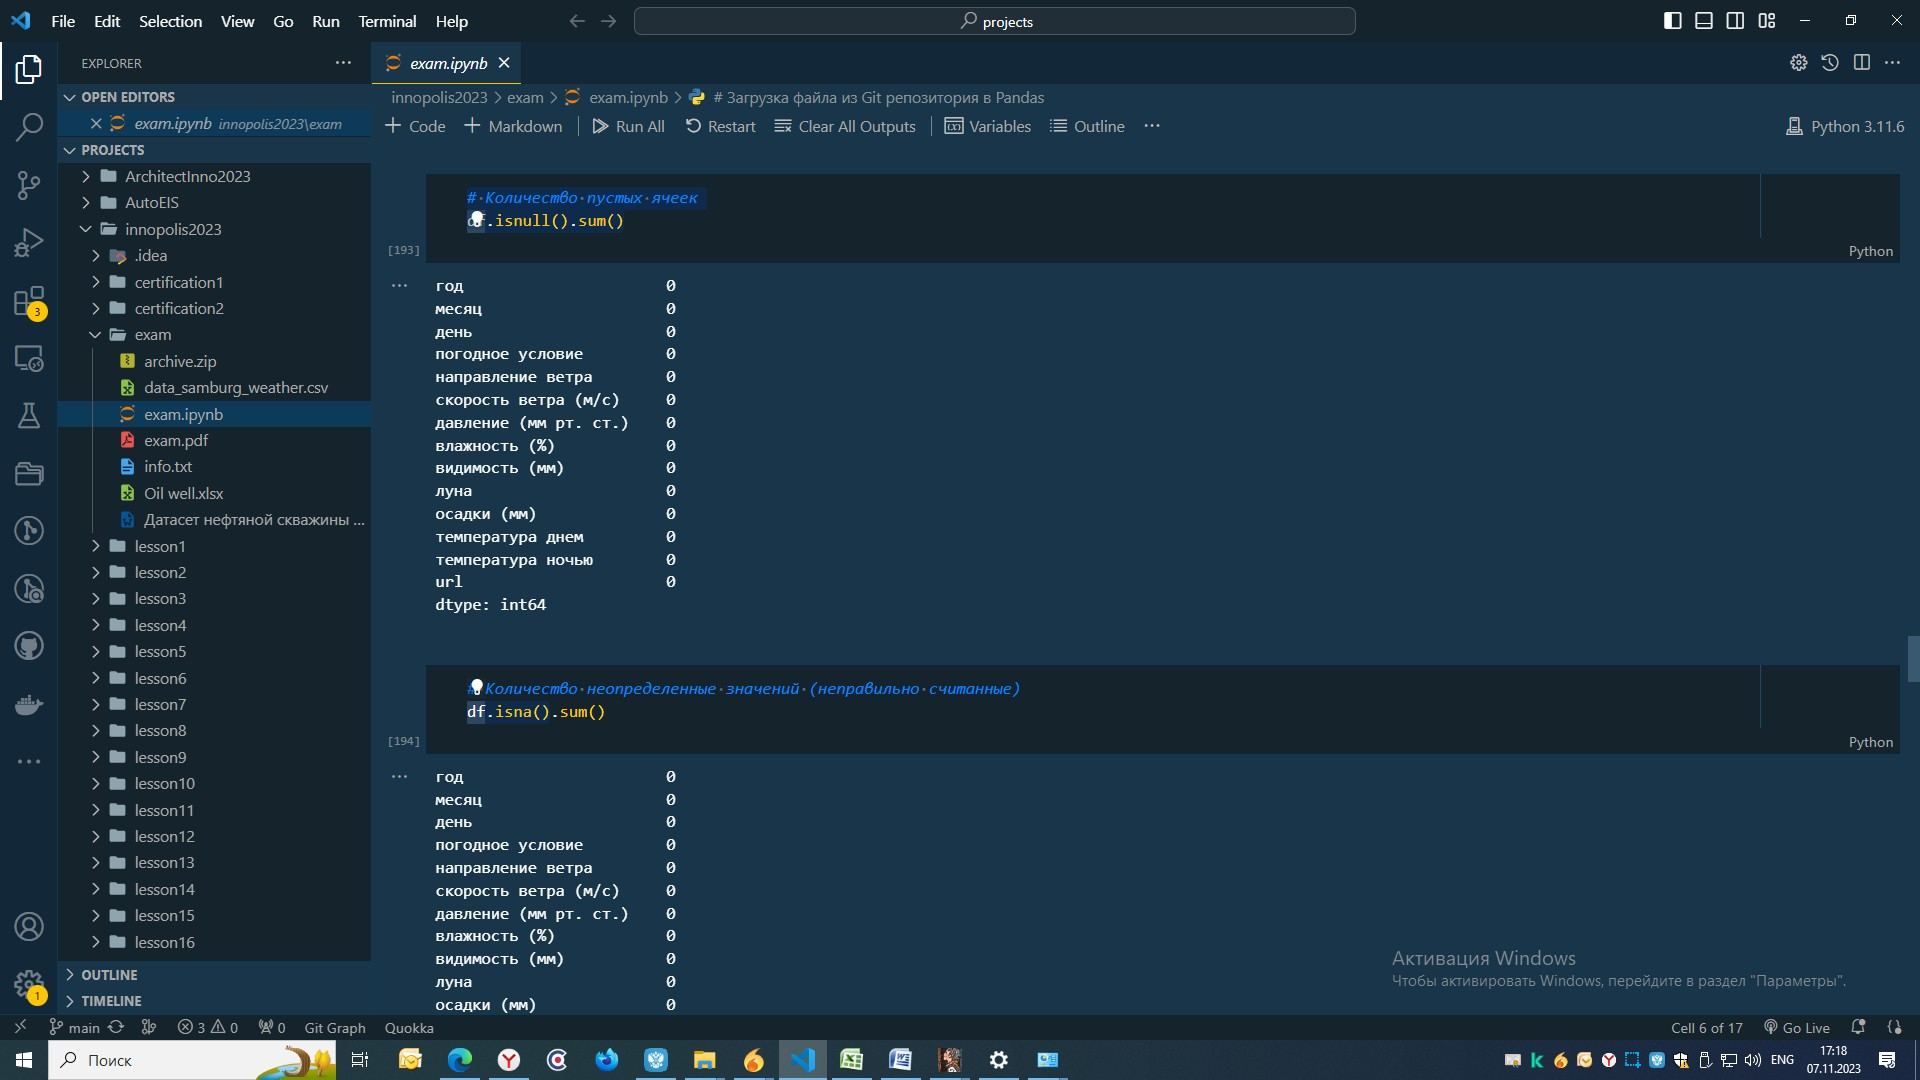 File Edit Selection View Go Run Terminal Help
projects
EXPLORER
exam.ipynb
OPEN EDITORS
exam.ipynb innopolis2023\exam
PROJECTS
ArchitectInno2023
AutoEIS
innopolis2023
.idea
certification1
certification2
exam
archive.zip
data_samburg_weather.csv
exam.ipynb
exam.pdf
info.txt
Oil well.xlsx
Датасет нефтяной скважины ...
lesson1
lesson2
lesson3
lesson4
lesson5
lesson6
lesson7
lesson8
lesson9
lesson10
lesson11
lesson12
lesson13
lesson14
lesson15
lesson16
OUTLINE
TIMELINE
3
1
innopolis2023 > exam > exam.ipynb > # Загрузка файла из Git репозитория в Pandas
+ Code + Markdown Run All Restart Clear All Outputs Variables Outline ...
Python 3.11.6
# Количество пустых ячеек
df.isnull().sum()
[193]
Python
год 0
месяц 0
день 0
погодное условие 0
направление ветра 0
скорость ветра (м/с) 0
давление (мм рт. ст.) 0
влажность (%) 0
видимость (мм) 0
луна 0
осадки (мм) 0
температура днем 0
температура ночью 0
url 0
dtype: int64
# Количество неопределенные значений (неправильно считанные)
df.isna().sum()
[194]
Python
год 0
месяц 0
день 0
погодное условие 0
направление ветра 0
скорость ветра (м/с) 0
давление (мм рт. ст.) 0
влажность (%) 0
видимость (мм) 0
луна 0
осадки (мм) 0
Активация Windows
Чтобы активировать Windows, перейдите в раздел "Параметры".
main 3 0 0 Git Graph Quokka
Cell 6 of 17 Go Live
Поиск
ENG
17:18
07.11.2023